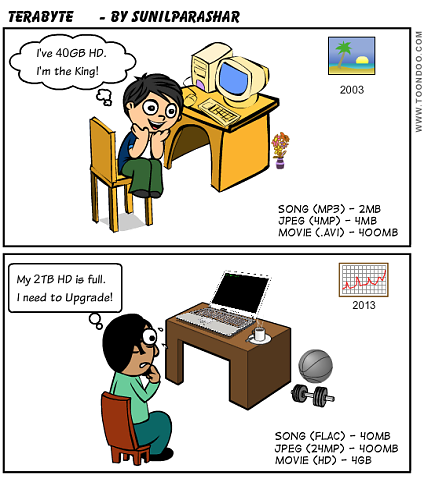 TERABYTE - BY SUNILPARASHAR
I've 40GB HD.
I'm the King!
2003
WWW.TOONDOO.COM
SONG (MP3) - 2MB
JPEG (4MP) - 4MB
MOVIE (.AVI) - 400MB
My 2TB HD is full.
I need to Upgrade!
2013
SONG (FLAC) - 40MB
JPEG (24MP) - 400MB
MOVIE (HD) - 4GB